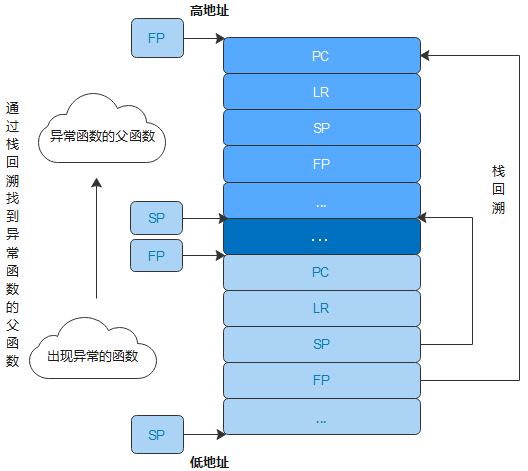 高地址
FP
PC
LR
SP
FP
...
SP
...
FP
PC
LR
SP
FP
...
SP
低地址
异常函数的父函数
出现异常的函数
通过栈回溯找到异常函数的父函数
栈回溯